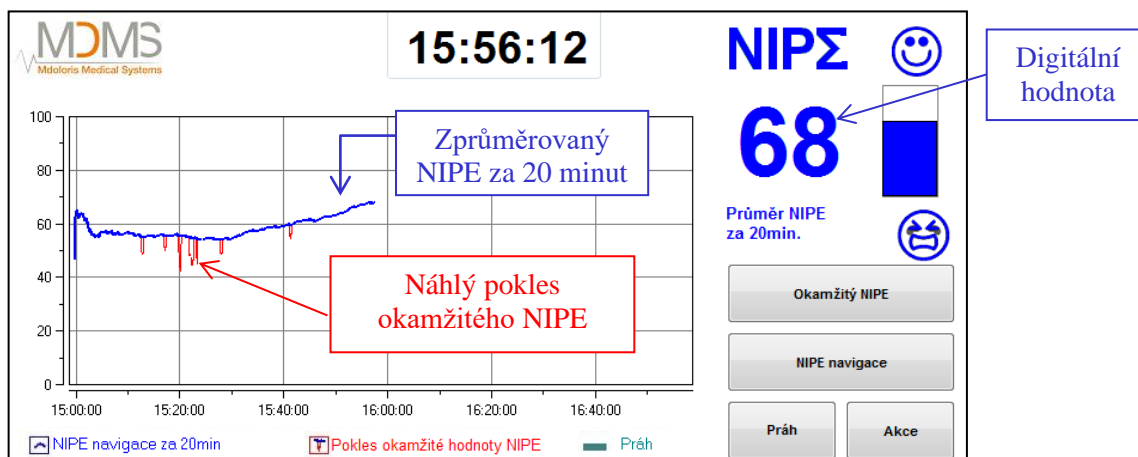 MDMS
Mdoloris Medical Systems
15:56:12
NIPΣ
Digitální
hodnota
68
Průměr NIPE
za 20min.
100
80
60
40
20
0
Zprůměrovaný
NIPE za 20 minut
Náhlý pokles
okamžitého NIPE
15:00:00 15:20:00 15:40:00 16:00:00 16:20:00 16:40:00
NIPE navigace za 20min Pokles okamžité hodnoty NIPE Práh
Okamžitý NIPE
NIPE navigace
Práh Akce